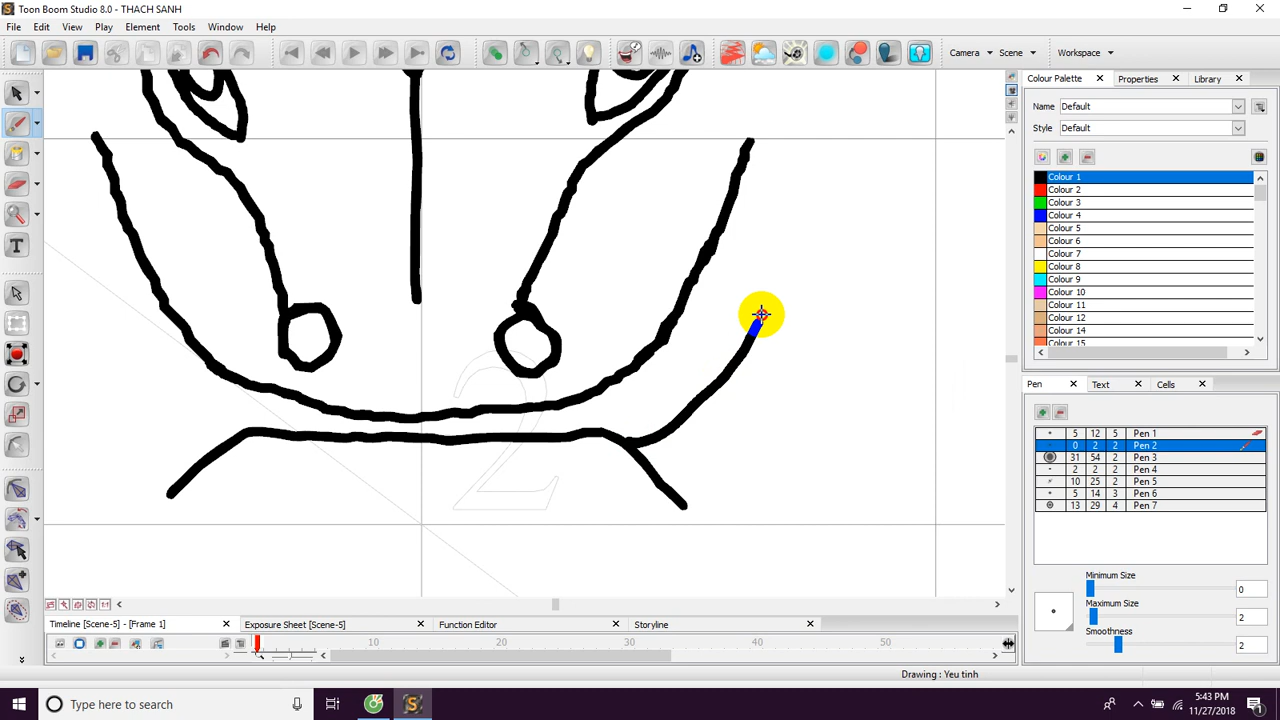 Toon Boom Studio 8.0 - THACH SANH
File Edit View Play Element Tools Window Help
Camera Scene Workspace
Colour Palette Properties Library
Name Default
Style Default
Colour 1
Colour 2
Colour 3
Colour 4
Colour 5
Colour 6
Colour 7
Colour 8
Colour 9
Colour 10
Colour 11
Colour 12
Colour 14
Colour 15
2
Pen Text Cells
5 12 5 Pen 1
0 2 2 Pen 2
31 54 2 Pen 3
2 2 2 Pen 4
10 25 2 Pen 5
5 14 3 Pen 6
13 29 4 Pen 7
Minimum Size
0
Maximum Size
2
Smoothness
2
Timeline [Scene-5] - [Frame 1] Exposure Sheet [Scene-5] Function Editor Storyline
10 20 30 40 50
Drawing : Yeu tinh
Type here to search
5:43 PM
11/27/2018